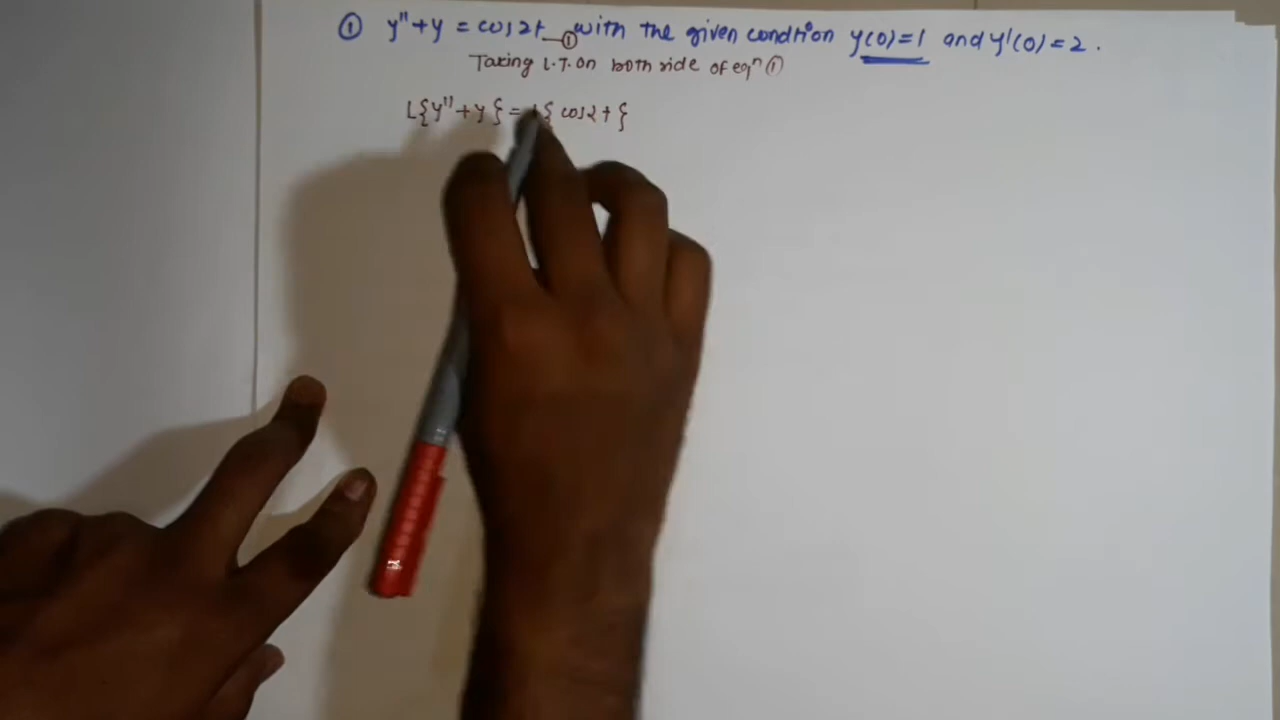 ① y"+y = cos2t —① with the given condition y(0)=1 and y'(0)=2.
Taking L.T. on both side of eqⁿ ①
L{y"+y} = L{cos2t}